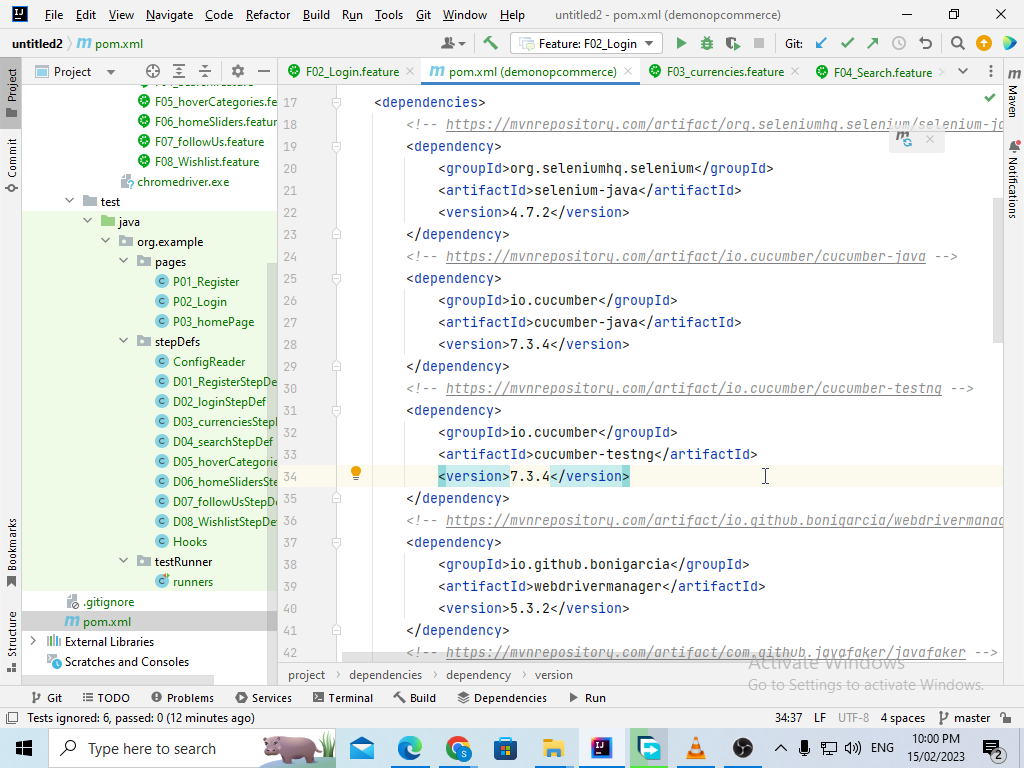 File Edit View Navigate Code Refactor Build Run Tools Git Window Help untitled2 - pom.xml (demonopcommerce)
untitled2 pom.xml Feature: F02_Login Git:
Project F02_Login.feature pom.xml (demonopcommerce) F03_currencies.feature F04_Search.feature
Project
Commit
Bookmarks
Structure
Maven
Notifications
F05_hoverCategories.fe
F06_homeSliders.featur
F07_followUs.feature
F08_Wishlist.feature
chromedriver.exe
test
java
org.example
pages
P01_Register
P02_Login
P03_homePage
stepDefs
ConfigReader
D01_RegisterStepDe
D02_loginStepDef
D03_currenciesStepI
D04_searchStepDef
D05_hoverCategorie
D06_homeSlidersSte
D07_followUsStepD
D08_WishlistStepDe
Hooks
testRunner
runners
.gitignore
pom.xml
External Libraries
Scratches and Consoles
17 <dependencies>
18 <!-- https://mvnrepository.com/artifact/org.seleniumhq.selenium/selenium-ja
19 <dependency>
20 <groupId>org.seleniumhq.selenium</groupId>
21 <artifactId>selenium-java</artifactId>
22 <version>4.7.2</version>
23 </dependency>
24 <!-- https://mvnrepository.com/artifact/io.cucumber/cucumber-java -->
25 <dependency>
26 <groupId>io.cucumber</groupId>
27 <artifactId>cucumber-java</artifactId>
28 <version>7.3.4</version>
29 </dependency>
30 <!-- https://mvnrepository.com/artifact/io.cucumber/cucumber-testng -->
31 <dependency>
32 <groupId>io.cucumber</groupId>
33 <artifactId>cucumber-testng</artifactId>
34 <version>7.3.4</version>
35 </dependency>
36 <!-- https://mvnrepository.com/artifact/io.github.bonigarcia/webdrivermanag
37 <dependency>
38 <groupId>io.github.bonigarcia</groupId>
39 <artifactId>webdrivermanager</artifactId>
40 <version>5.3.2</version>
41 </dependency>
42 <!-- https://mvnrepository.com/artifact/com.github.javafaker/javafaker -->
Activate Windows
Go to Settings to activate Windows.
project dependencies dependency version
Git TODO Problems Services Terminal Build Dependencies Run
Tests ignored: 6, passed: 0 (12 minutes ago) 34:37 LF UTF-8 4 spaces master
Type here to search ENG 10:00 PM
15/02/2023 2